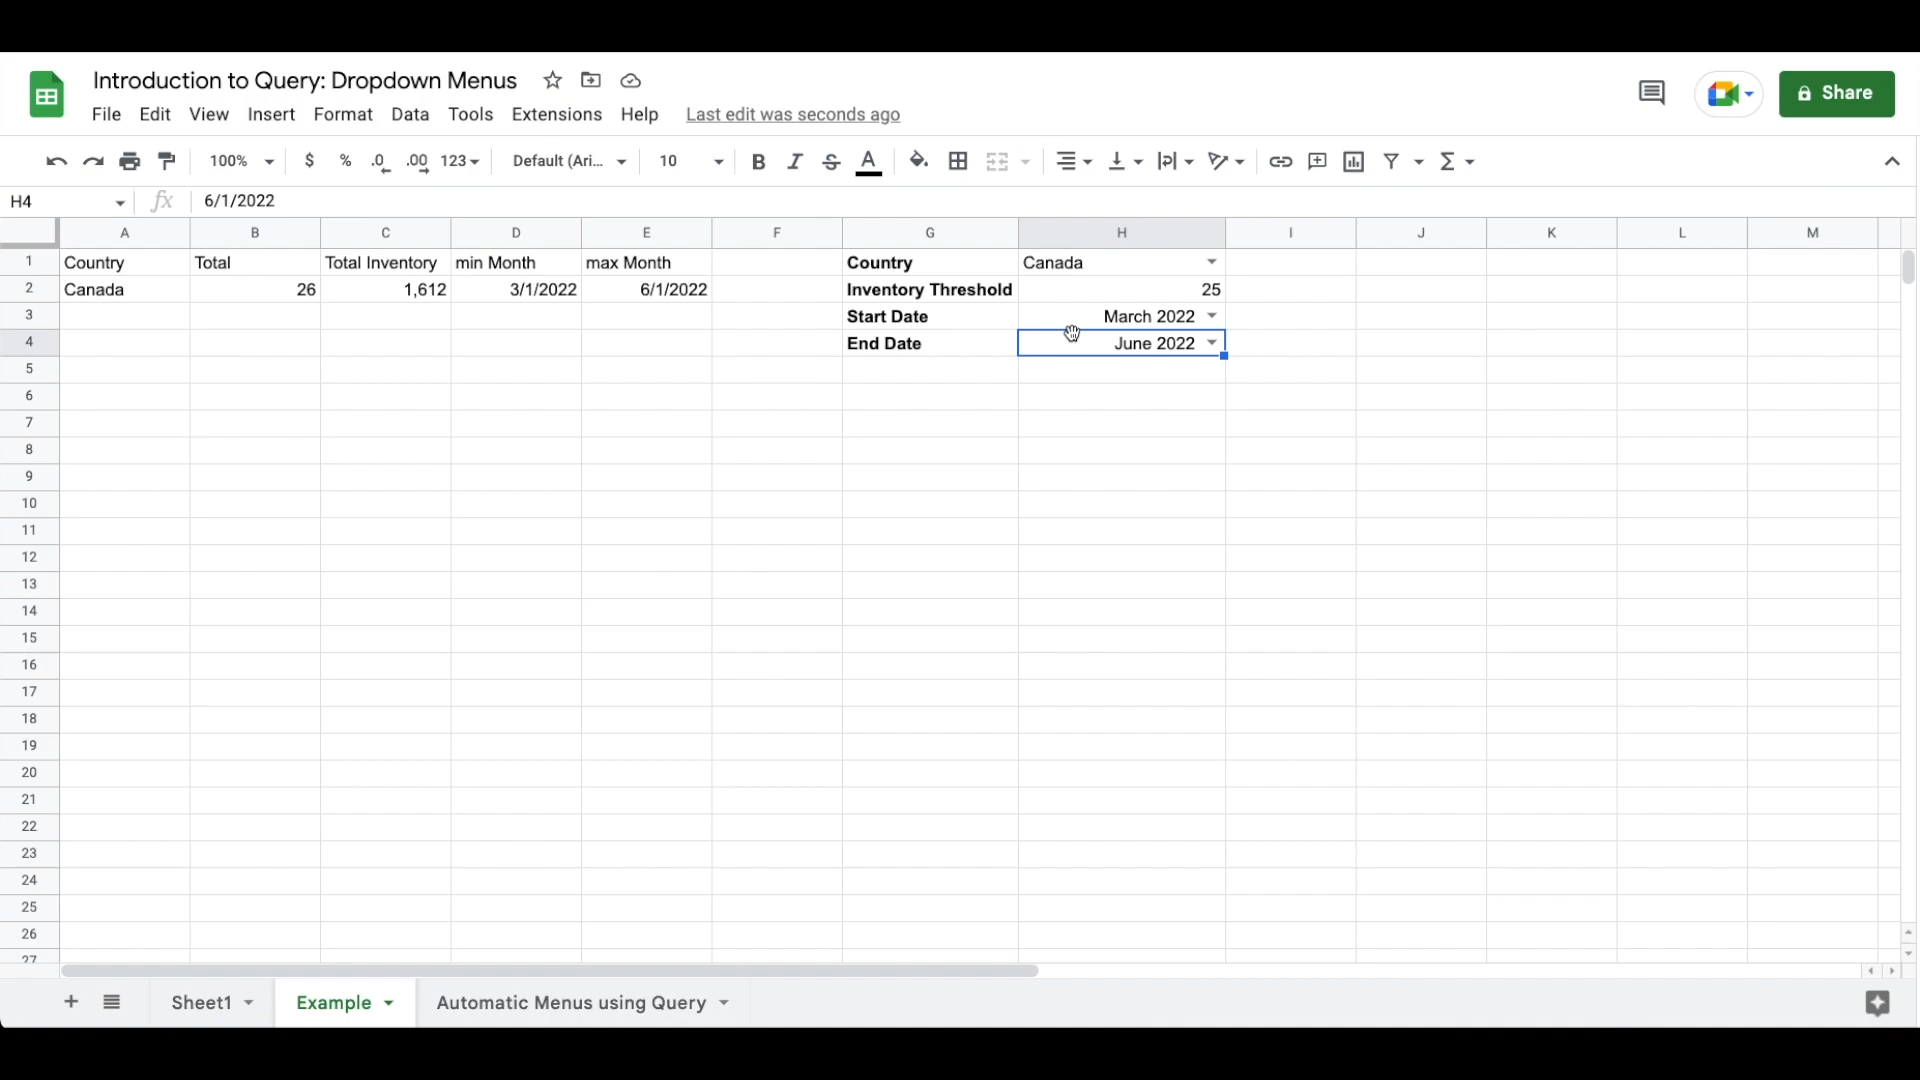 Introduction to Query: Dropdown Menus
File Edit View Insert Format Data Tools Extensions Help Last edit was seconds ago
Share
100% $ % .0 .00 123 Default (Ari... 10 B I S A
H4 fx 6/1/2022
A B C D E F G H I J K L M
1 Country Total Total Inventory min Month max Month Country Canada
2 Canada 26 1,612 3/1/2022 6/1/2022 Inventory Threshold 25
3 Start Date March 2022
4 End Date June 2022
5
6
7
8
9
10
11
12
13
14
15
16
17
18
19
20
21
22
23
24
25
26
27
Sheet1 Example Automatic Menus using Query